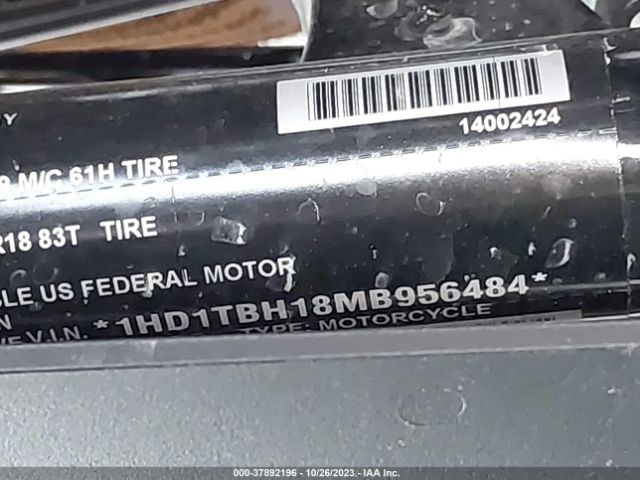 14002424
M/C 61H TIRE
R18 83T TIRE
US FEDERAL MOTOR
V.I.N. *1HD1TBH18MB956484*
TYPE: MOTORCYCLE
000-37892196 - 10/26/2023 - IAA Inc.